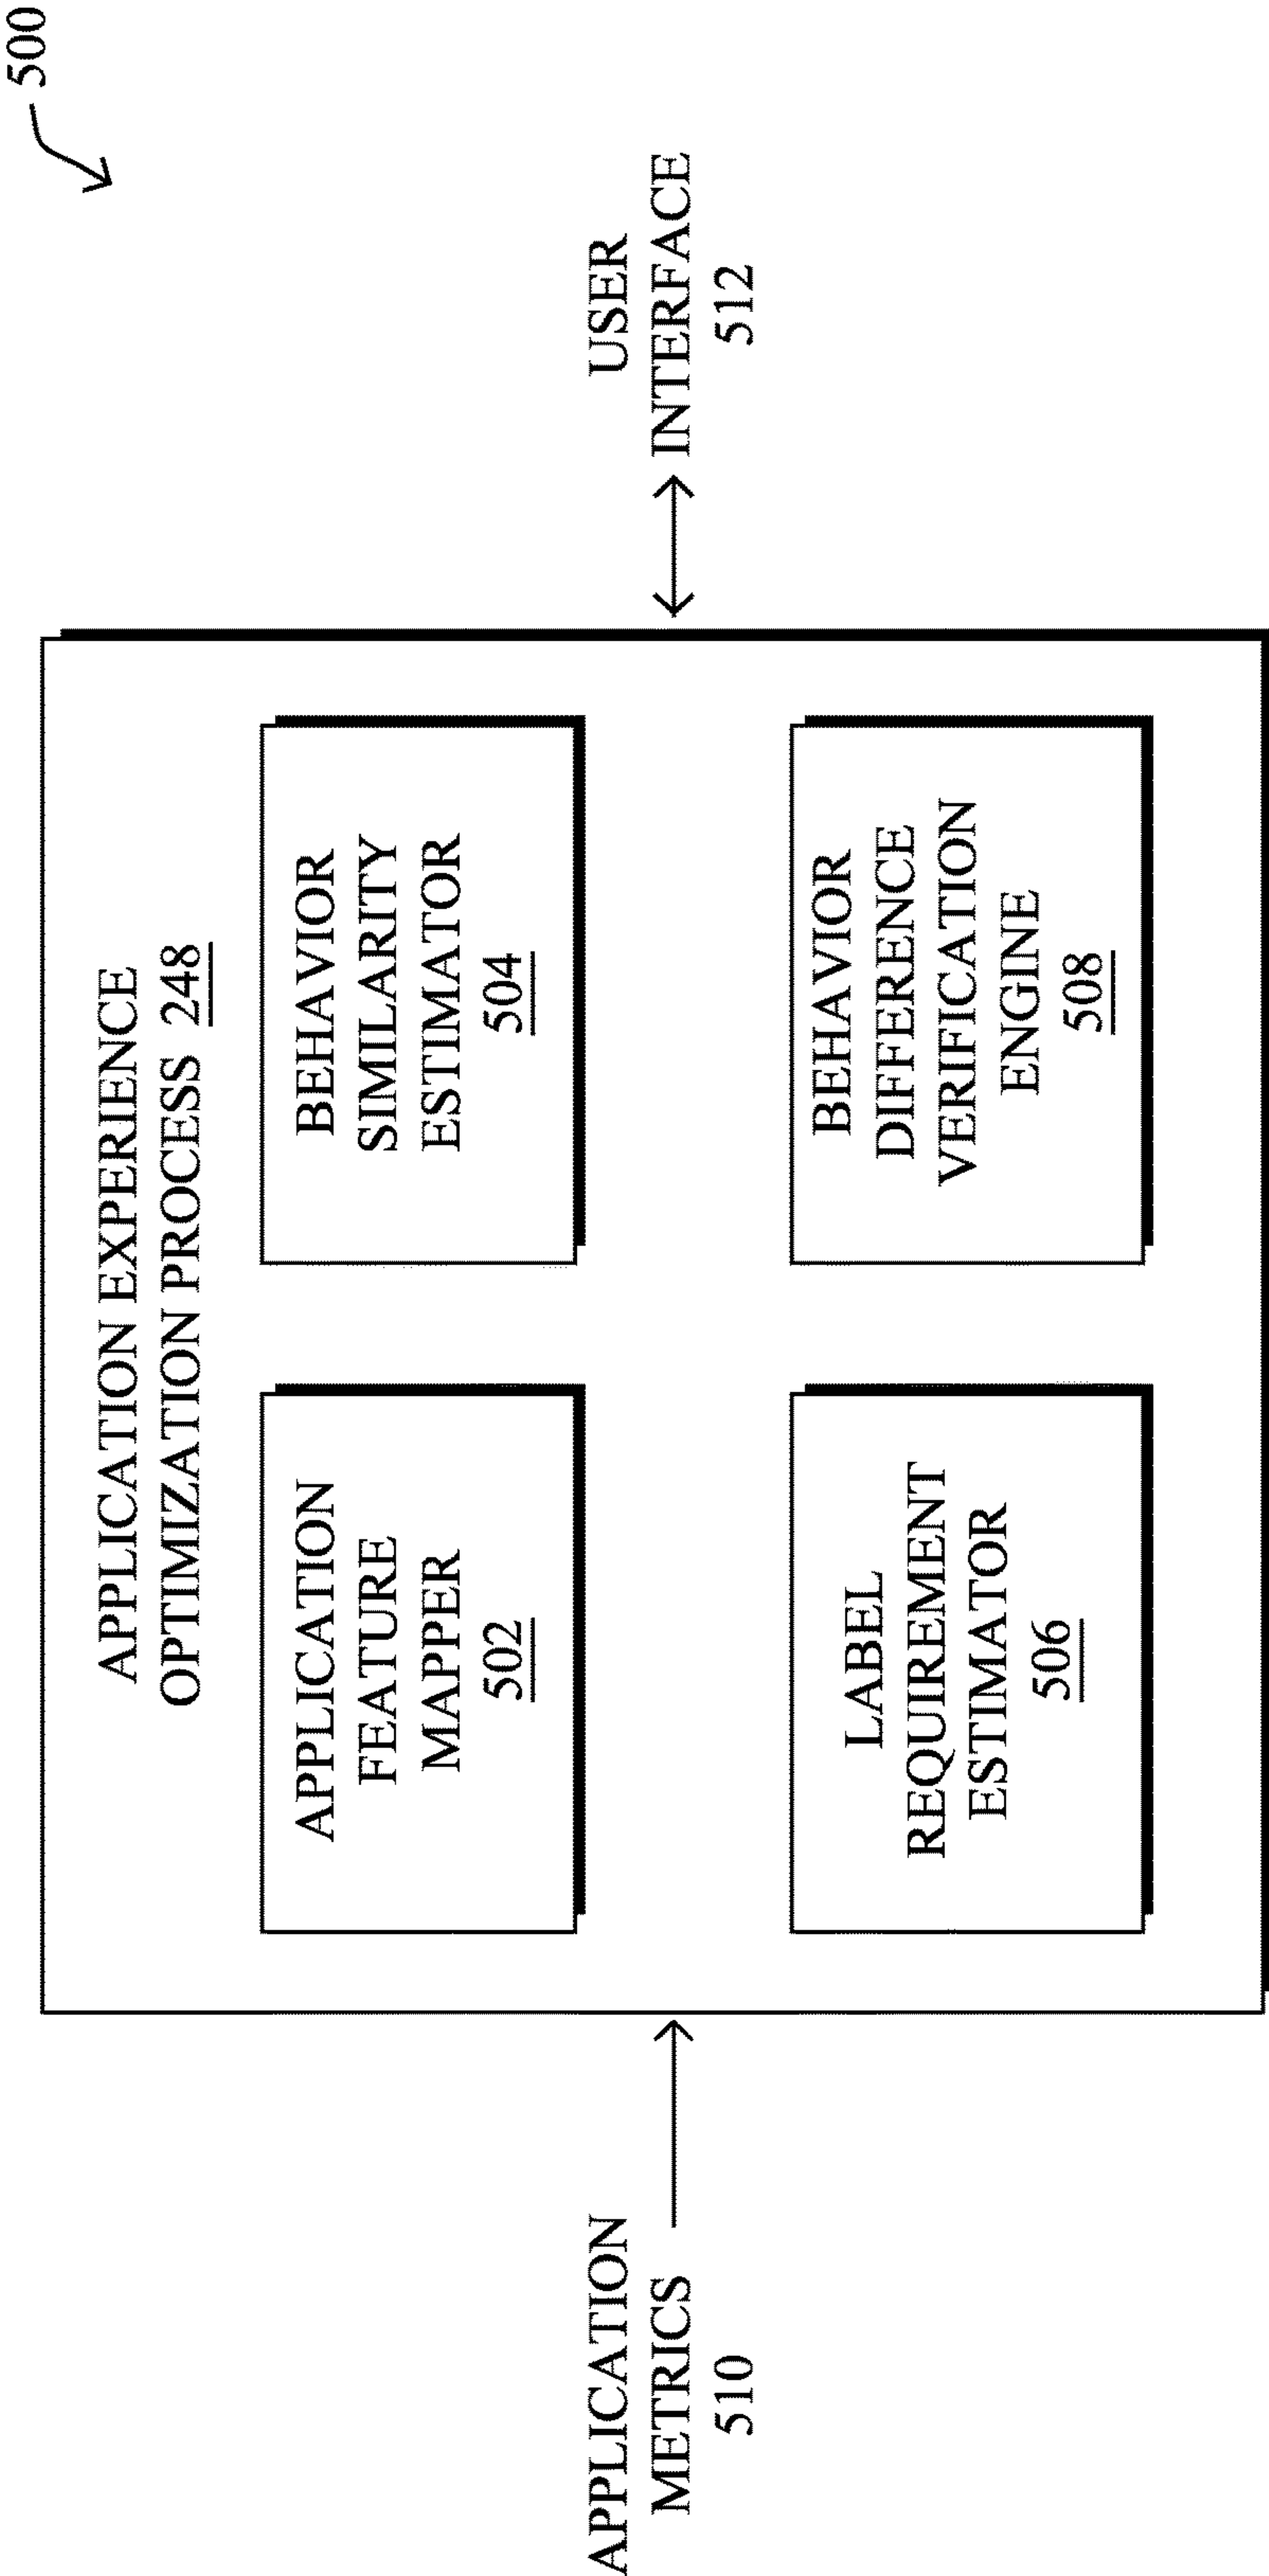 500
APPLICATION EXPERIENCE
OPTIMIZATION PROCESS 248
APPLICATION
FEATURE
MAPPER
502
BEHAVIOR
SIMILARITY
ESTIMATOR
504
APPLICATION
METRICS
510
USER
INTERFACE
512
LABEL
REQUIREMENT
ESTIMATOR
506
BEHAVIOR
DIFFERENCE
VERIFICATION
ENGINE
508